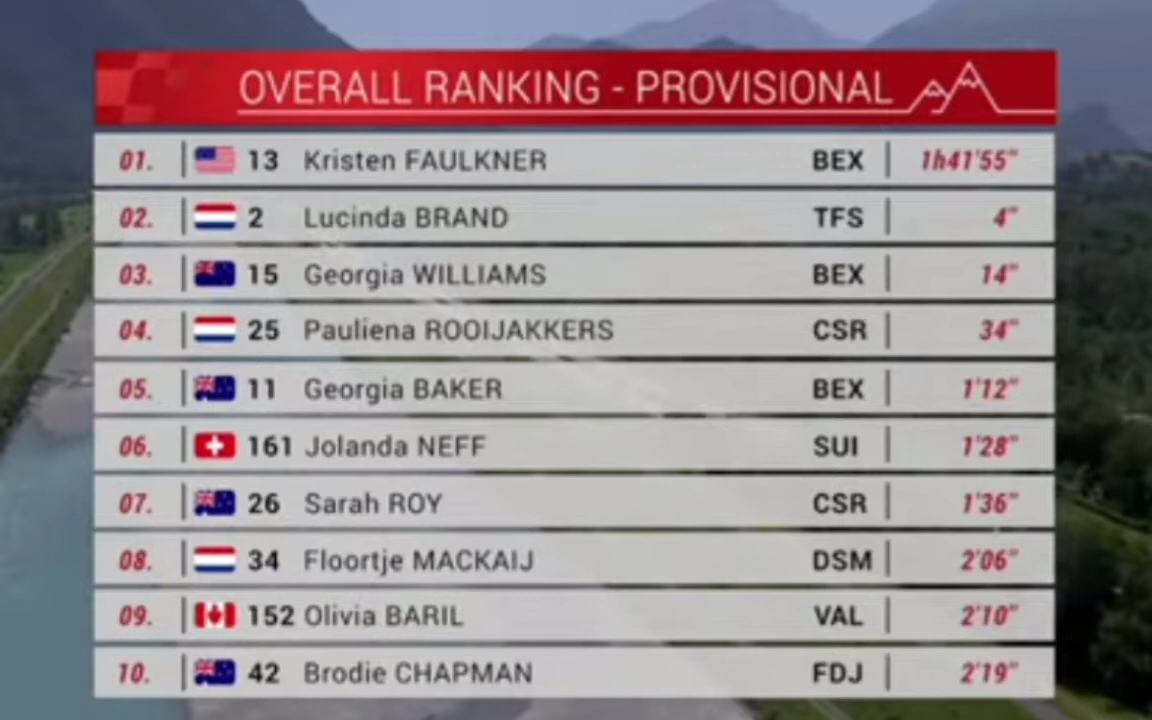 OVERALL RANKING - PROVISIONAL
01. 13 Kristen FAULKNER BEX 1h41'55"
02. 2 Lucinda BRAND TFS 4"
03. 15 Georgia WILLIAMS BEX 14"
04. 25 Pauliena ROOIJAKKERS CSR 34"
05. 11 Georgia BAKER BEX 1'12"
06. 161 Jolanda NEFF SUI 1'28"
07. 26 Sarah ROY CSR 1'36"
08. 34 Floortje MACKAIJ DSM 2'06"
09. 152 Olivia BARIL VAL 2'10"
10. 42 Brodie CHAPMAN FDJ 2'19"